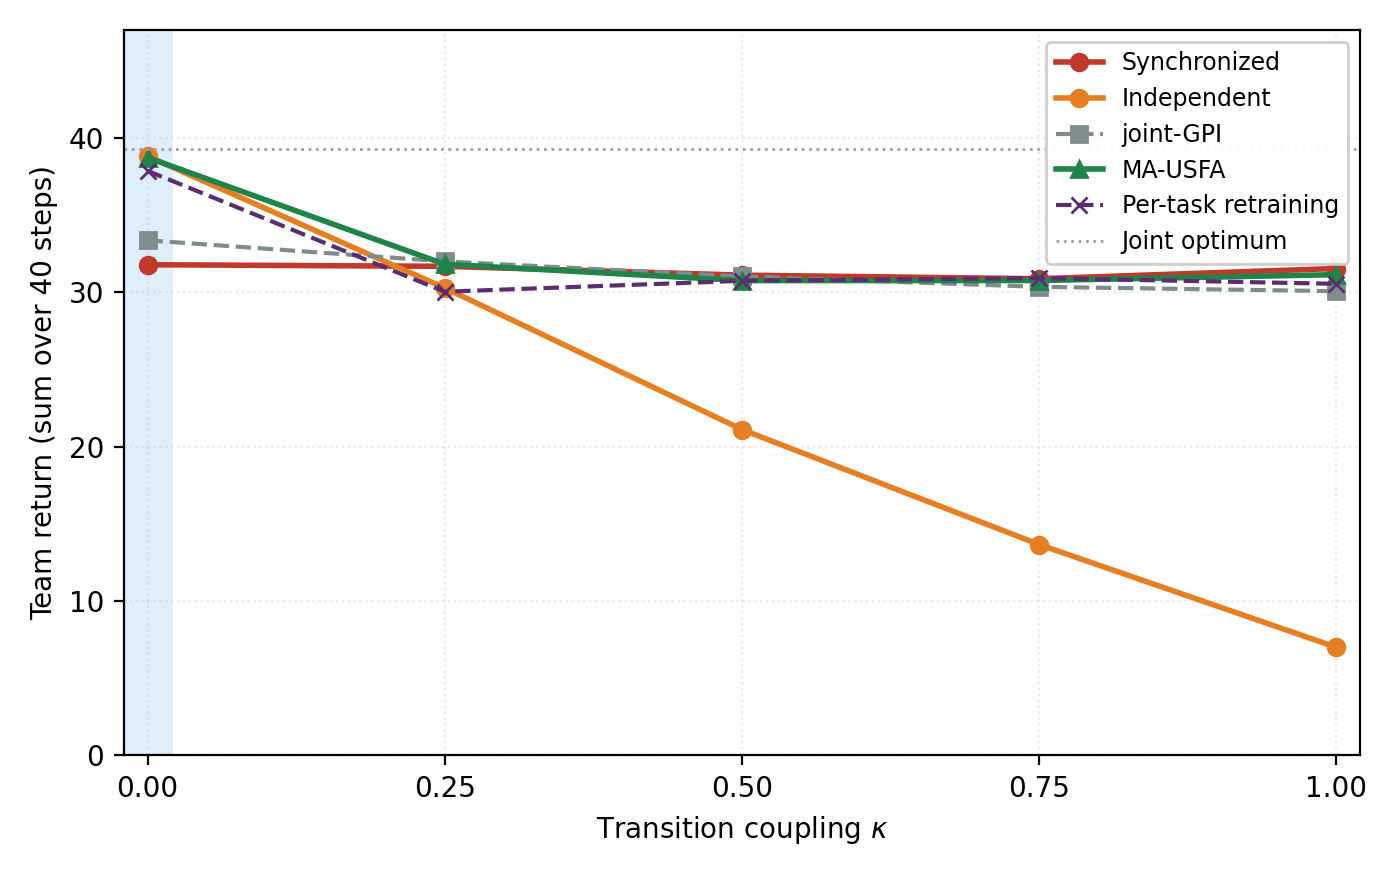 Synchronized
Independent
joint-GPI
MA-USFA
Per-task retraining
Joint optimum
Team return (sum over 40 steps)
40
30
20
10
0
0.00 0.25 0.50 0.75 1.00
Transition coupling κ